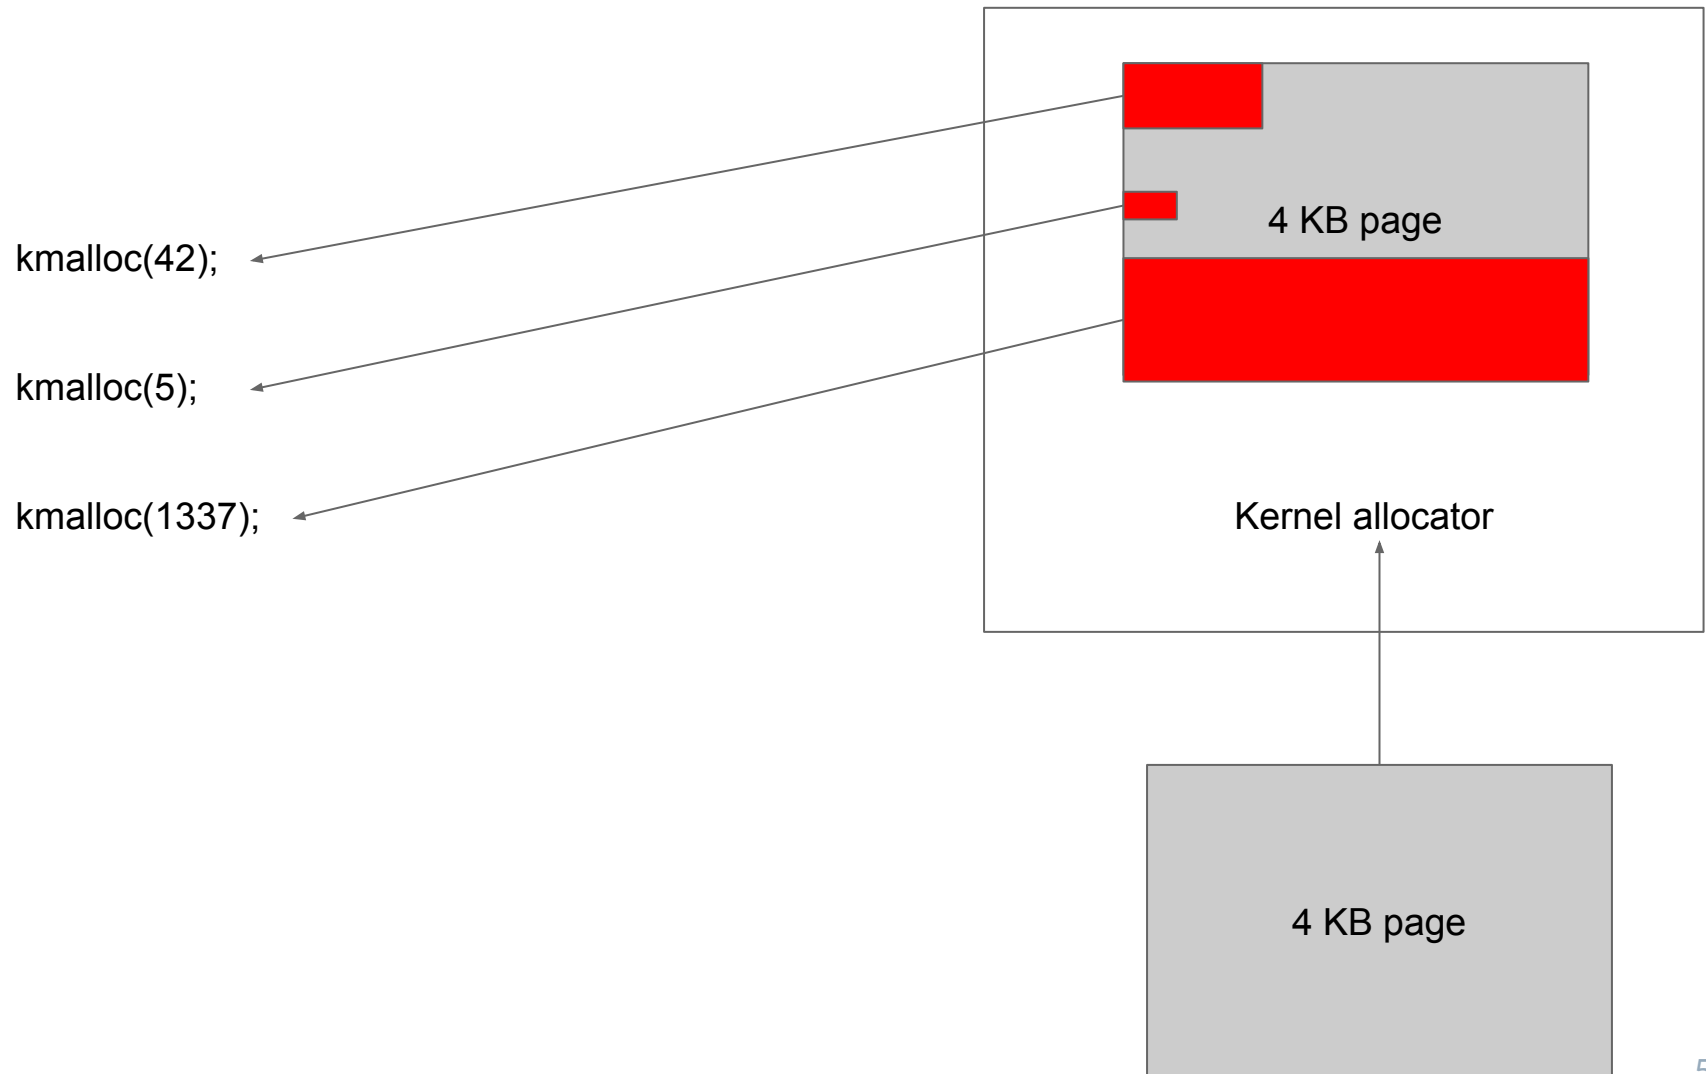 4 KB page
kmalloc(42);
kmalloc(5);
kmalloc(1337);
Kernel allocator
4 KB page